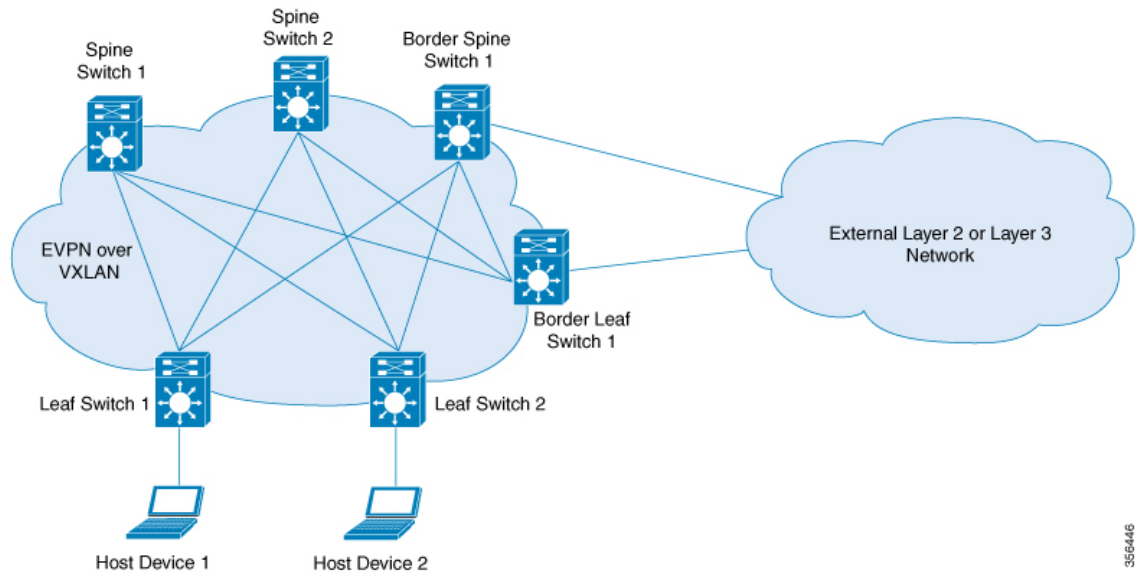 Spine
Switch 1
Spine
Switch 2
Border Spine
Switch 1
EVPN over
VXLAN
External Layer 2 or Layer 3
Network
Border Leaf
Switch 1
Leaf Switch 1
Leaf Switch 2
Host Device 1
Host Device 2
356446